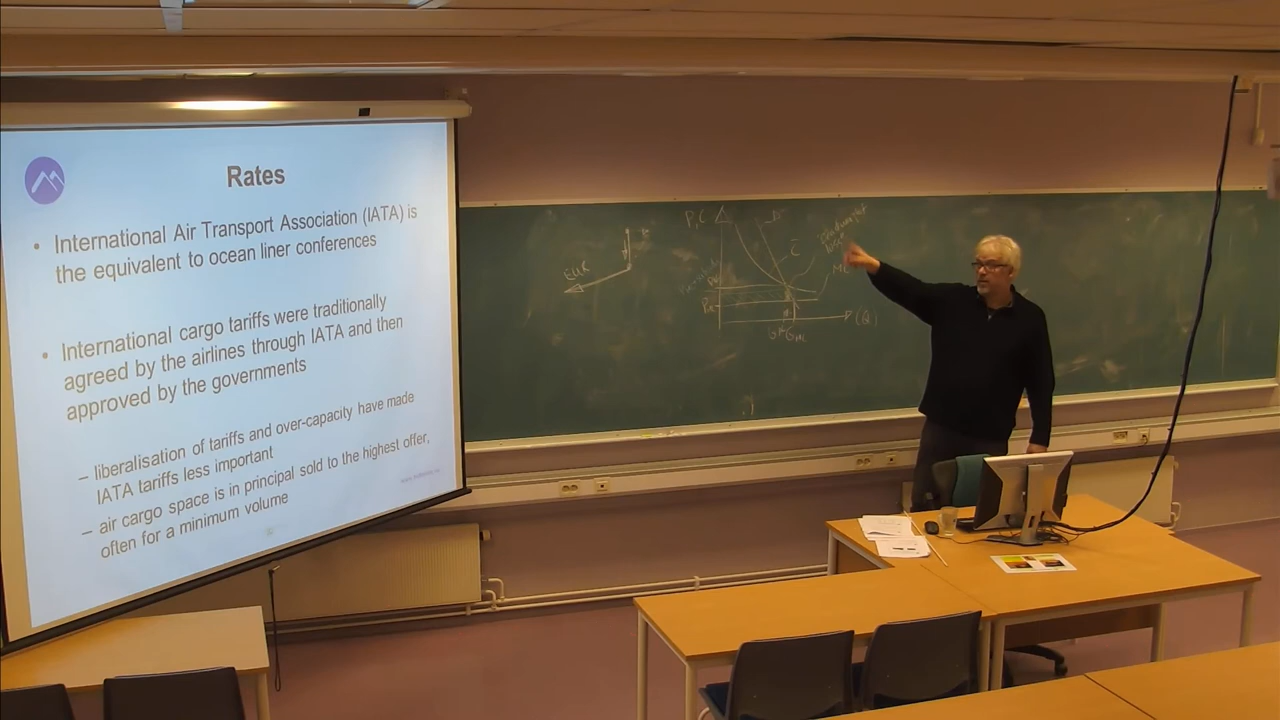 Rates
• International Air Transport Association (IATA) is
the equivalent to ocean liner conferences
• International cargo tariffs were traditionally
agreed by the airlines through IATA and then
approved by the governments
– liberalisation of tariffs and over-capacity have made
IATA tariffs less important
– air cargo space is in principal sold to the highest offer,
often for a minimum volume
EUR
P,C
D
MC
(Q)